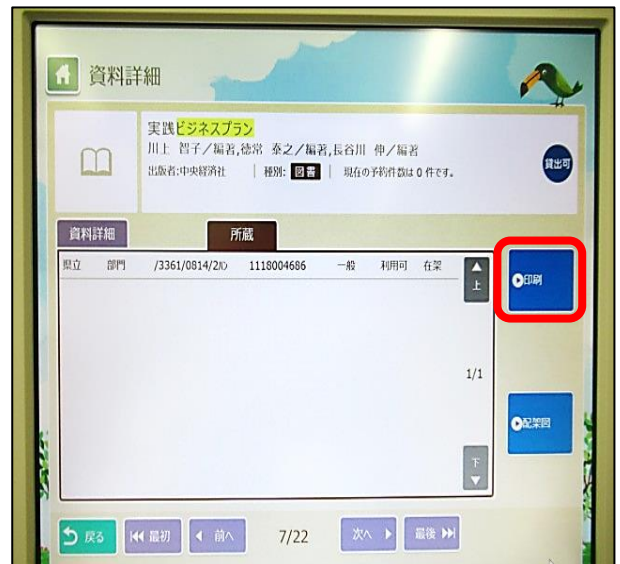 資料詳細
実践ビジネスプラン
川上 智子／編著,徳常 泰之／編著,長谷川 伸／編著
出版者:中央経済社 | 種別: 図書 | 現在の予約件数は 0 件です。
貸出可
資料詳細 所蔵
県立 部門 /3361/0814/2ﾊﾞﾝ 1118004686 一般 利用可 在架
上
印刷
1/1
配架図
下
戻る 最初 前へ 7/22 次へ 最後